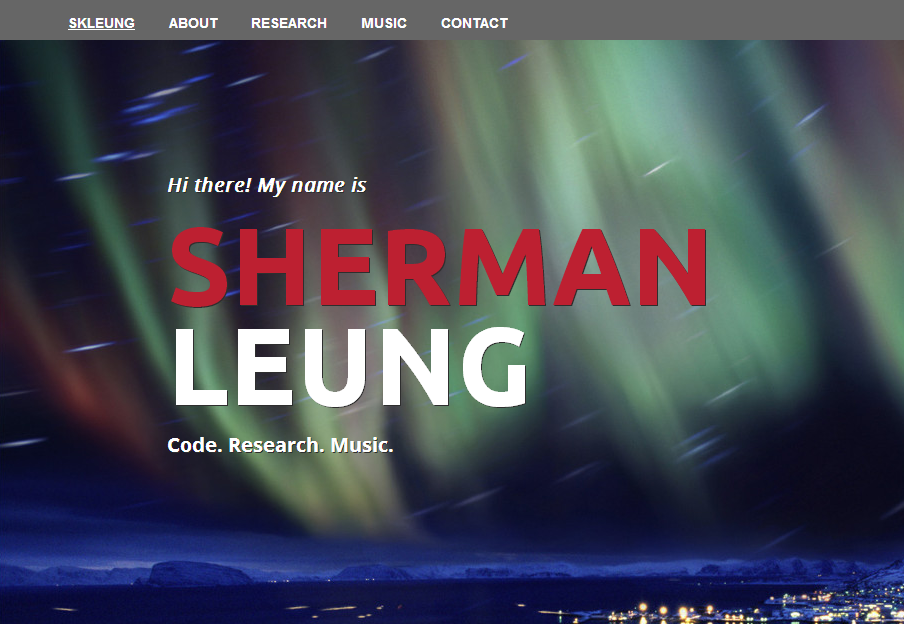 SKLEUNG ABOUT RESEARCH MUSIC CONTACT
Hi there! My name is
SHERMAN
LEUNG
Code. Research. Music.